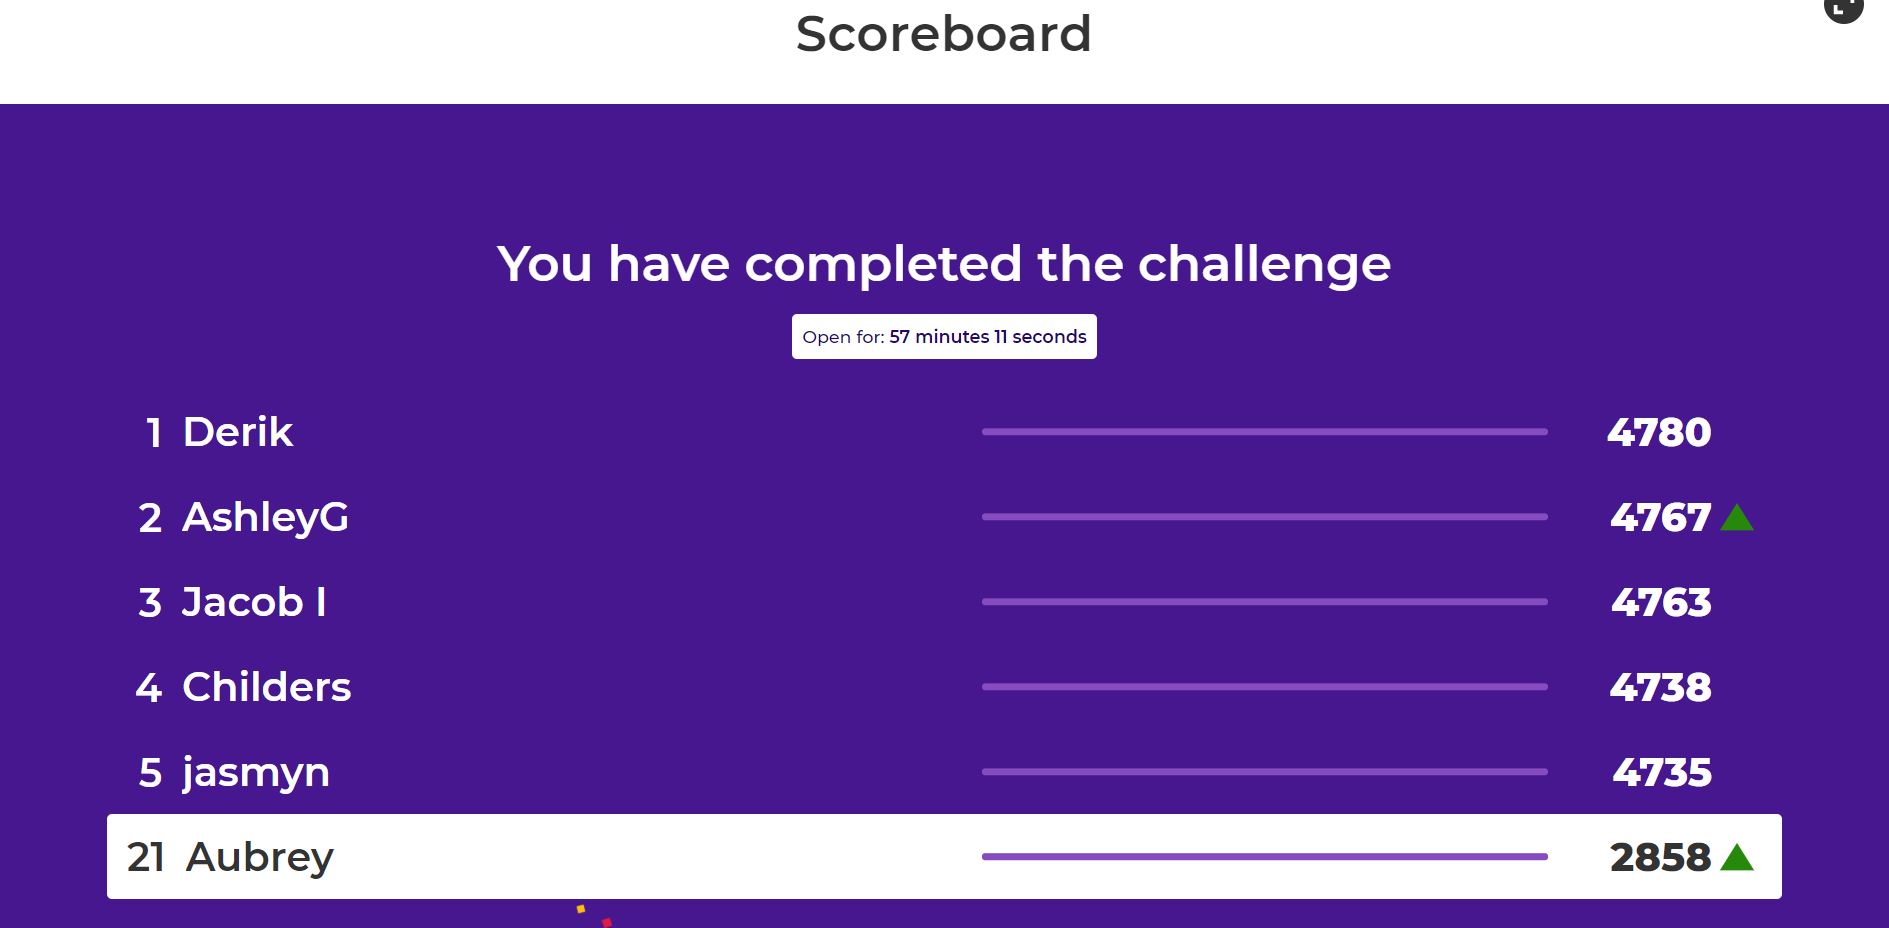 Scoreboard
You have completed the challenge
Open for: 57 minutes 11 seconds
1 Derik 4780
2 AshleyG 4767
3 Jacob I 4763
4 Childers 4738
5 jasmyn 4735
21 Aubrey 2858